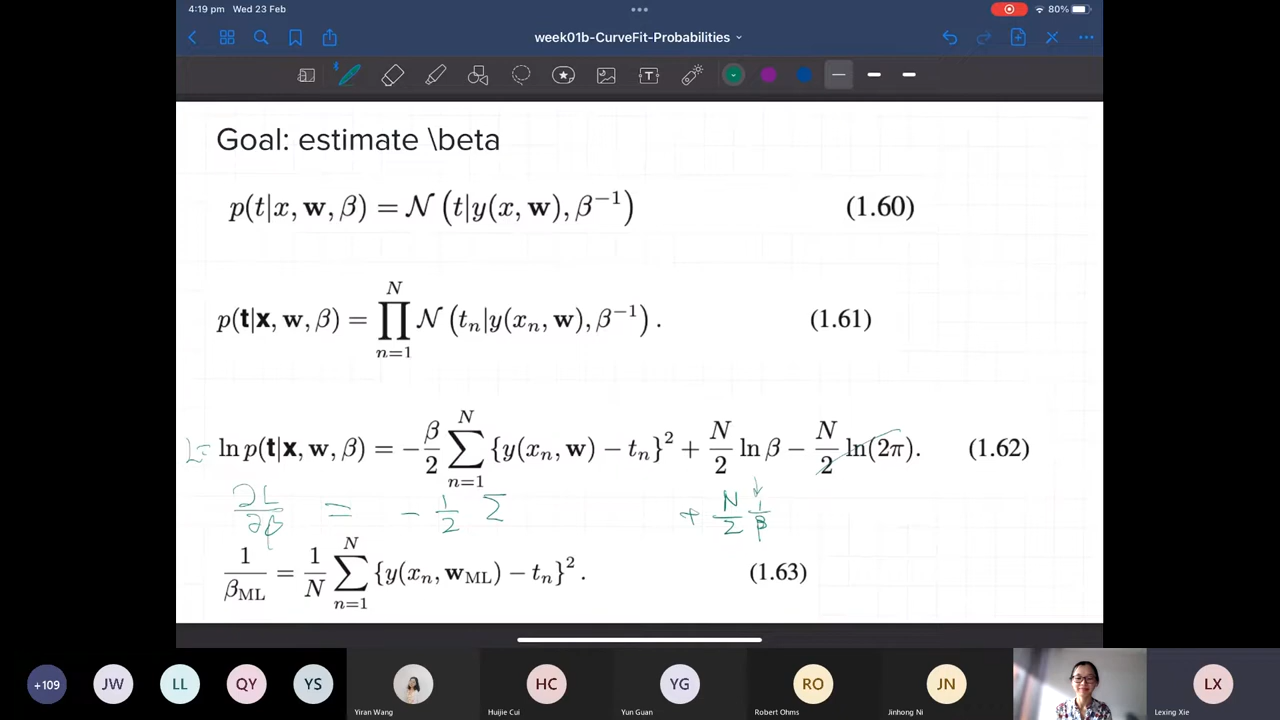 4:19 pm Wed 23 Feb
80%
week01b-CurveFit-Probabilities
Goal: estimate \beta
p(t|x, w, β) = N (t|y(x, w), β⁻¹) (1.60)
p(t|x, w, β) = ∏_{n=1}^{N} N (tₙ|y(xₙ, w), β⁻¹) . (1.61)
L= ln p(t|x, w, β) = −β/2 ∑_{n=1}^{N} {y(xₙ, w) − tₙ}² + N/2 ln β − N/2 ln(2π). (1.62)
∂L/∂β = − 1/2 Σ + N/2 1/β
1/β_ML = 1/N ∑_{n=1}^{N} {y(xₙ, w_ML) − tₙ}² . (1.63)
+109 JW LL QY YS HC YG RO JN LX
Yiran Wang Huijie Cui Yun Guan Robert Ohms Jinhong Ni Lexing Xie